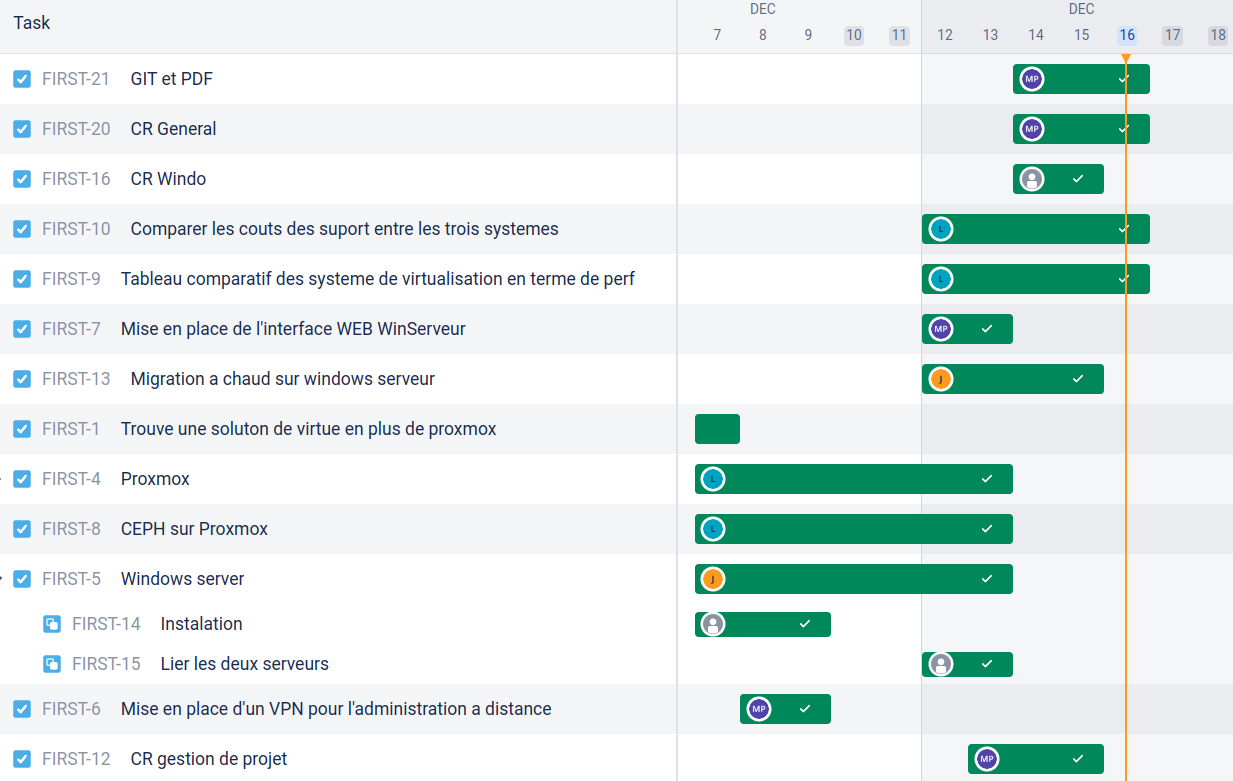 Task
DEC DEC
7 8 9 10 11 12 13 14 15 16 17 18
FIRST-21 GIT et PDF MP
FIRST-20 CR General MP
FIRST-16 CR Windo
FIRST-10 Comparer les couts des suport entre les trois systemes L
FIRST-9 Tableau comparatif des systeme de virtualisation en terme de perf L
FIRST-7 Mise en place de l'interface WEB WinServeur MP
FIRST-13 Migration a chaud sur windows serveur J
FIRST-1 Trouve une soluton de virtue en plus de proxmox
FIRST-4 Proxmox L
FIRST-8 CEPH sur Proxmox L
FIRST-5 Windows server J
FIRST-14 Instalation
FIRST-15 Lier les deux serveurs
FIRST-6 Mise en place d'un VPN pour l'administration a distance MP
FIRST-12 CR gestion de projet MP